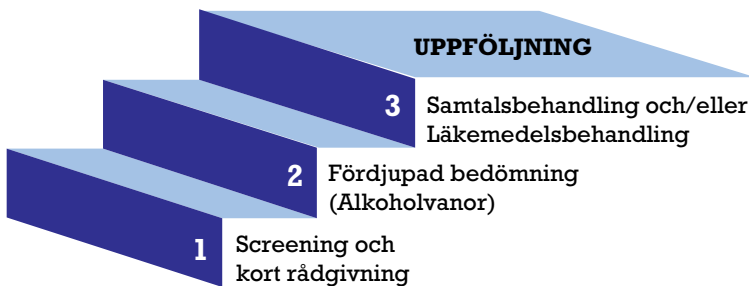 UPPFÖLJNING
3 Samtalsbehandling och/eller
Läkemedelsbehandling
2 Fördjupad bedömning
(Alkoholvanor)
1 Screening och
kort rådgivning